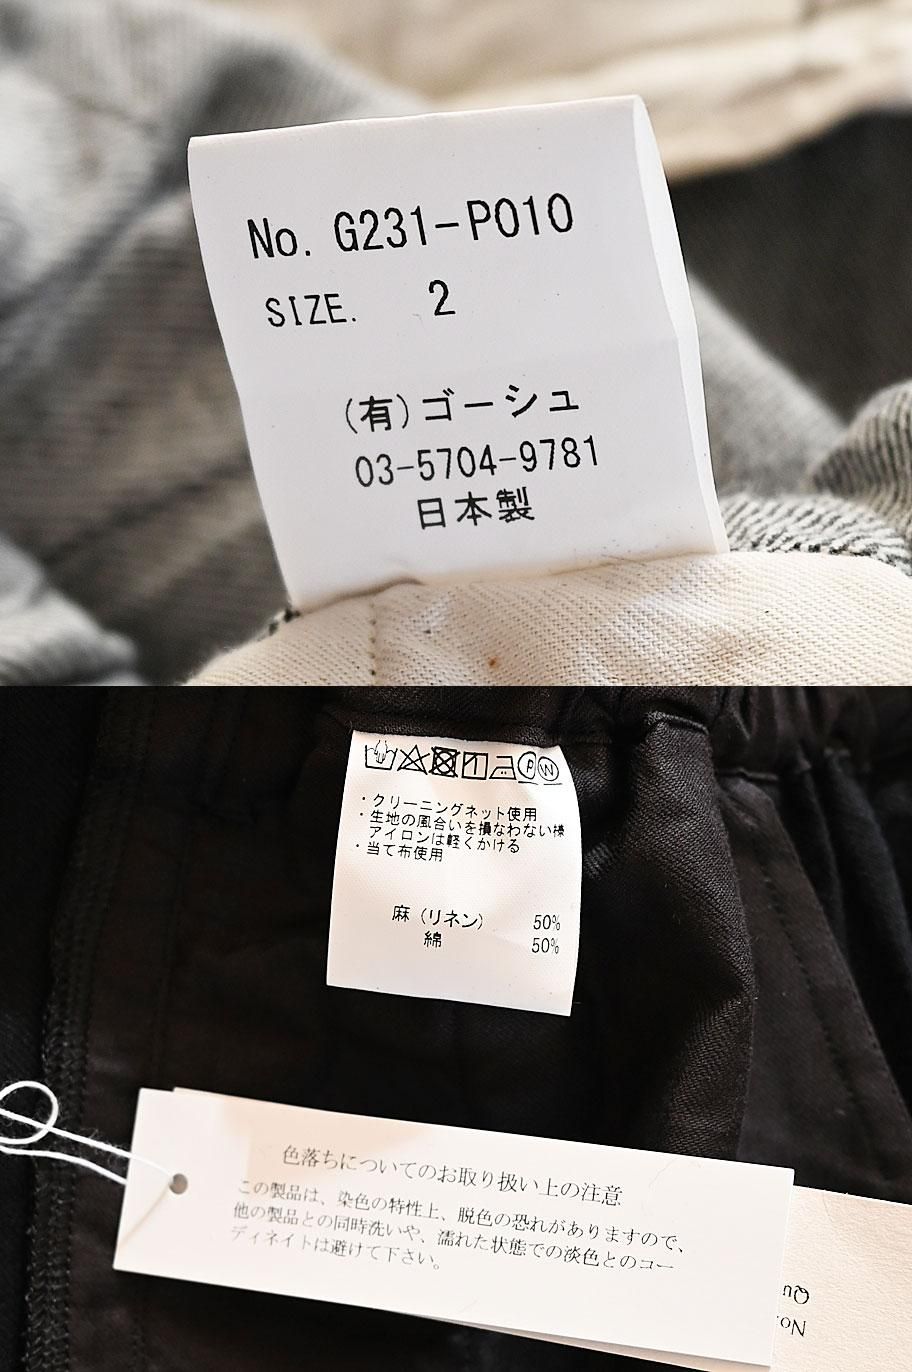 No. G231-P010
SIZE. 2
(有)ゴーシュ
03-5704-9781
日本製
・クリーニングネット使用
・生地の風合いを損なわない様
アイロンは軽くかける
・当て布使用
麻（リネン） 50%
綿 50%
色落ちについてのお取り扱い上の注意
この製品は、染色の特性上、脱色の恐れがありますので、
他の製品との同時洗いや、濡れた状態での淡色とのコー
ディネイトは避けて下さい。
Qu
No: